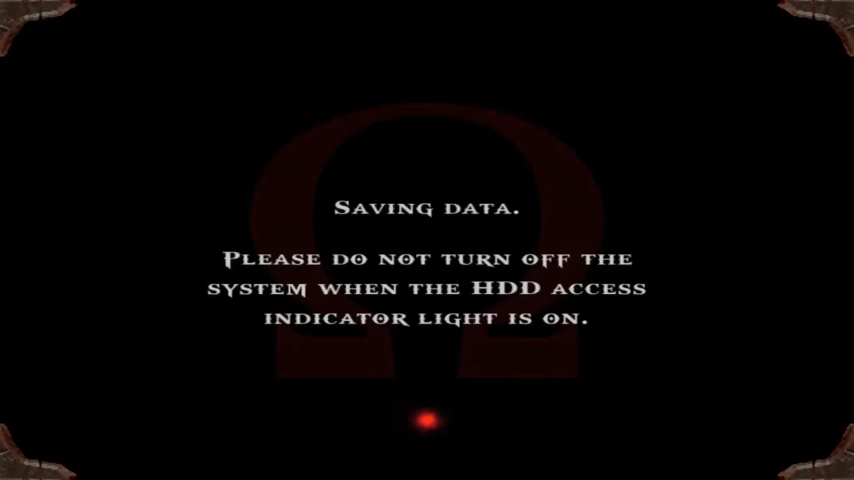 Saving data.
Please do not turn off the
system when the HDD access
indicator light is on.